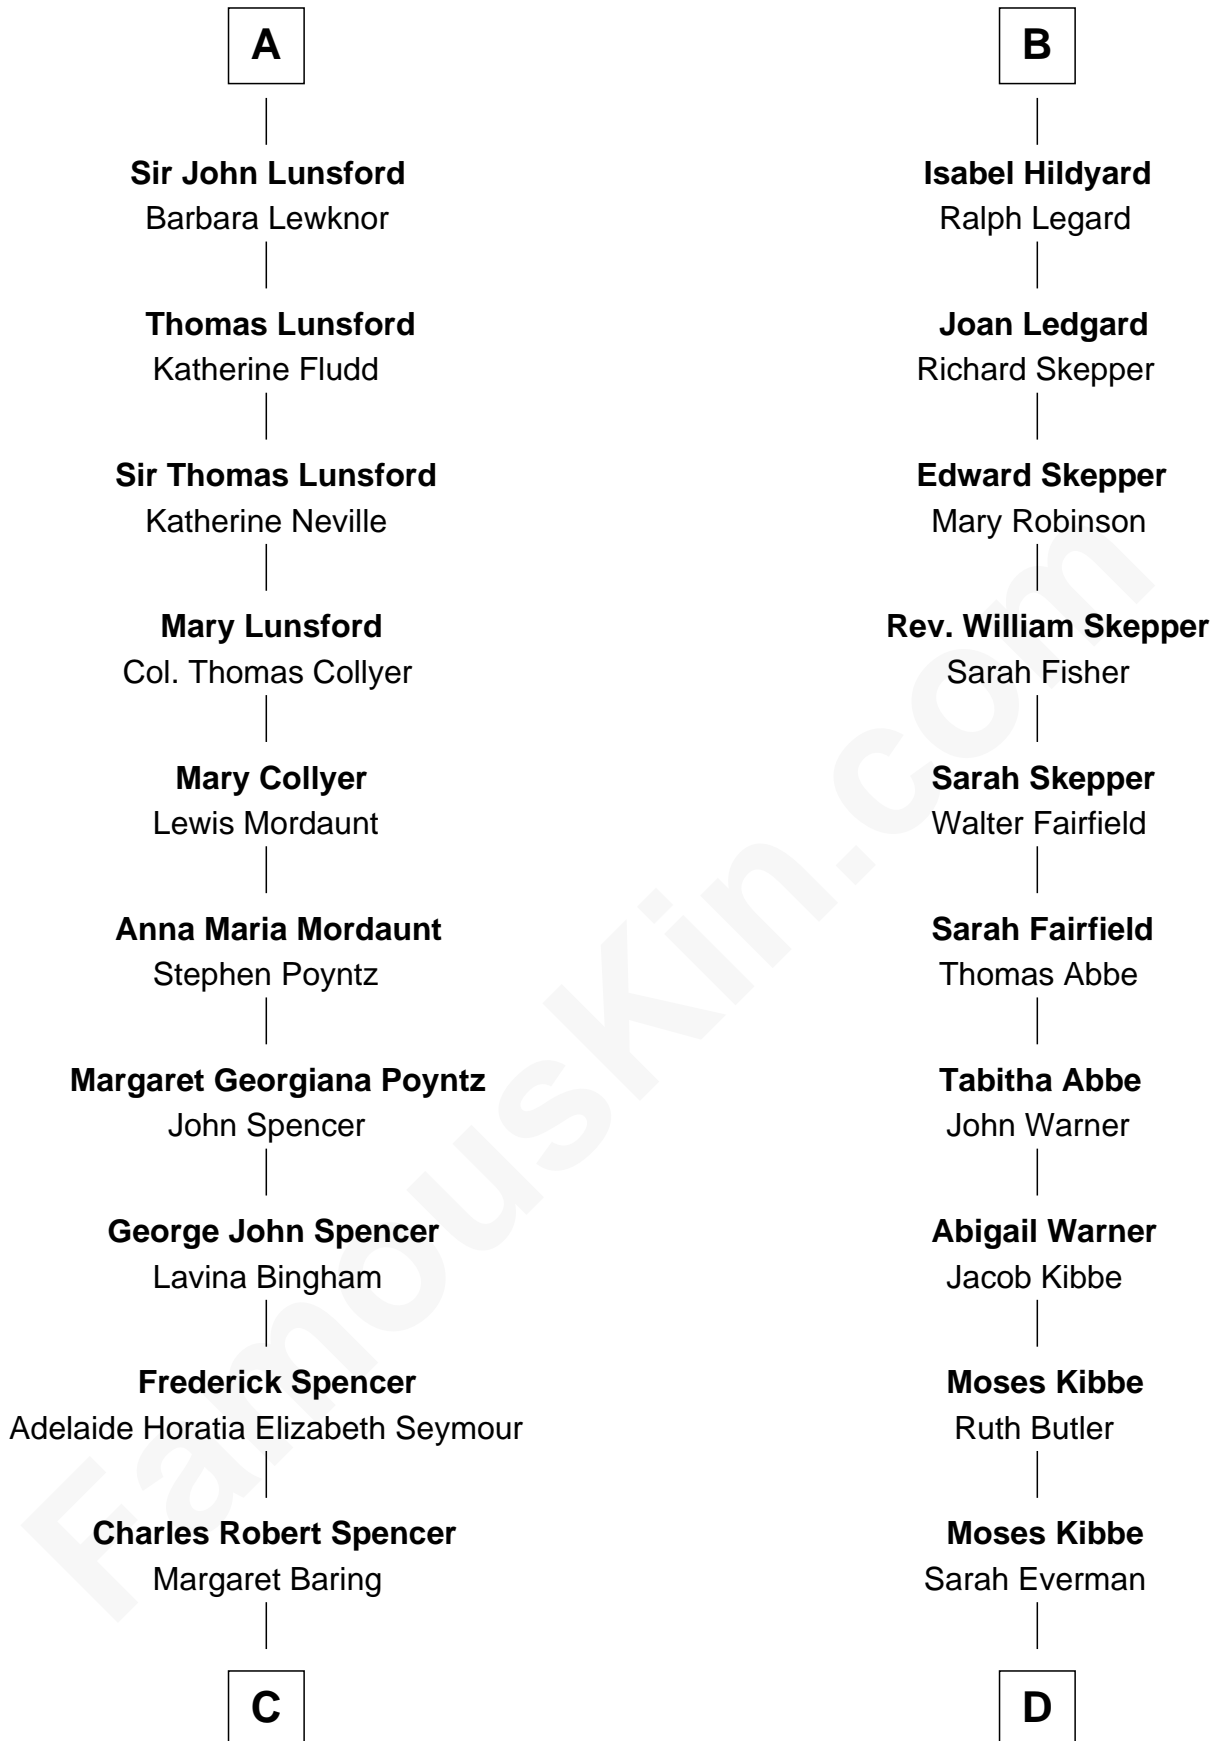 A
Sir John Lunsford
Barbara Lewknor
Thomas Lunsford
Katherine Fludd
Sir Thomas Lunsford
Katherine Neville
Mary Lunsford
Col. Thomas Collyer
Mary Collyer
Lewis Mordaunt
Anna Maria Mordaunt
Stephen Poyntz
Margaret Georgiana Poyntz
John Spencer
George John Spencer
Lavina Bingham
Frederick Spencer
Adelaide Horatia Elizabeth Seymour
Charles Robert Spencer
Margaret Baring
C
B
Isabel Hildyard
Ralph Legard
Joan Ledgard
Richard Skepper
Edward Skepper
Mary Robinson
Rev. William Skepper
Sarah Fisher
Sarah Skepper
Walter Fairfield
Sarah Fairfield
Thomas Abbe
Tabitha Abbe
John Warner
Abigail Warner
Jacob Kibbe
Moses Kibbe
Ruth Butler
Moses Kibbe
Sarah Everman
D
FamousKin.com